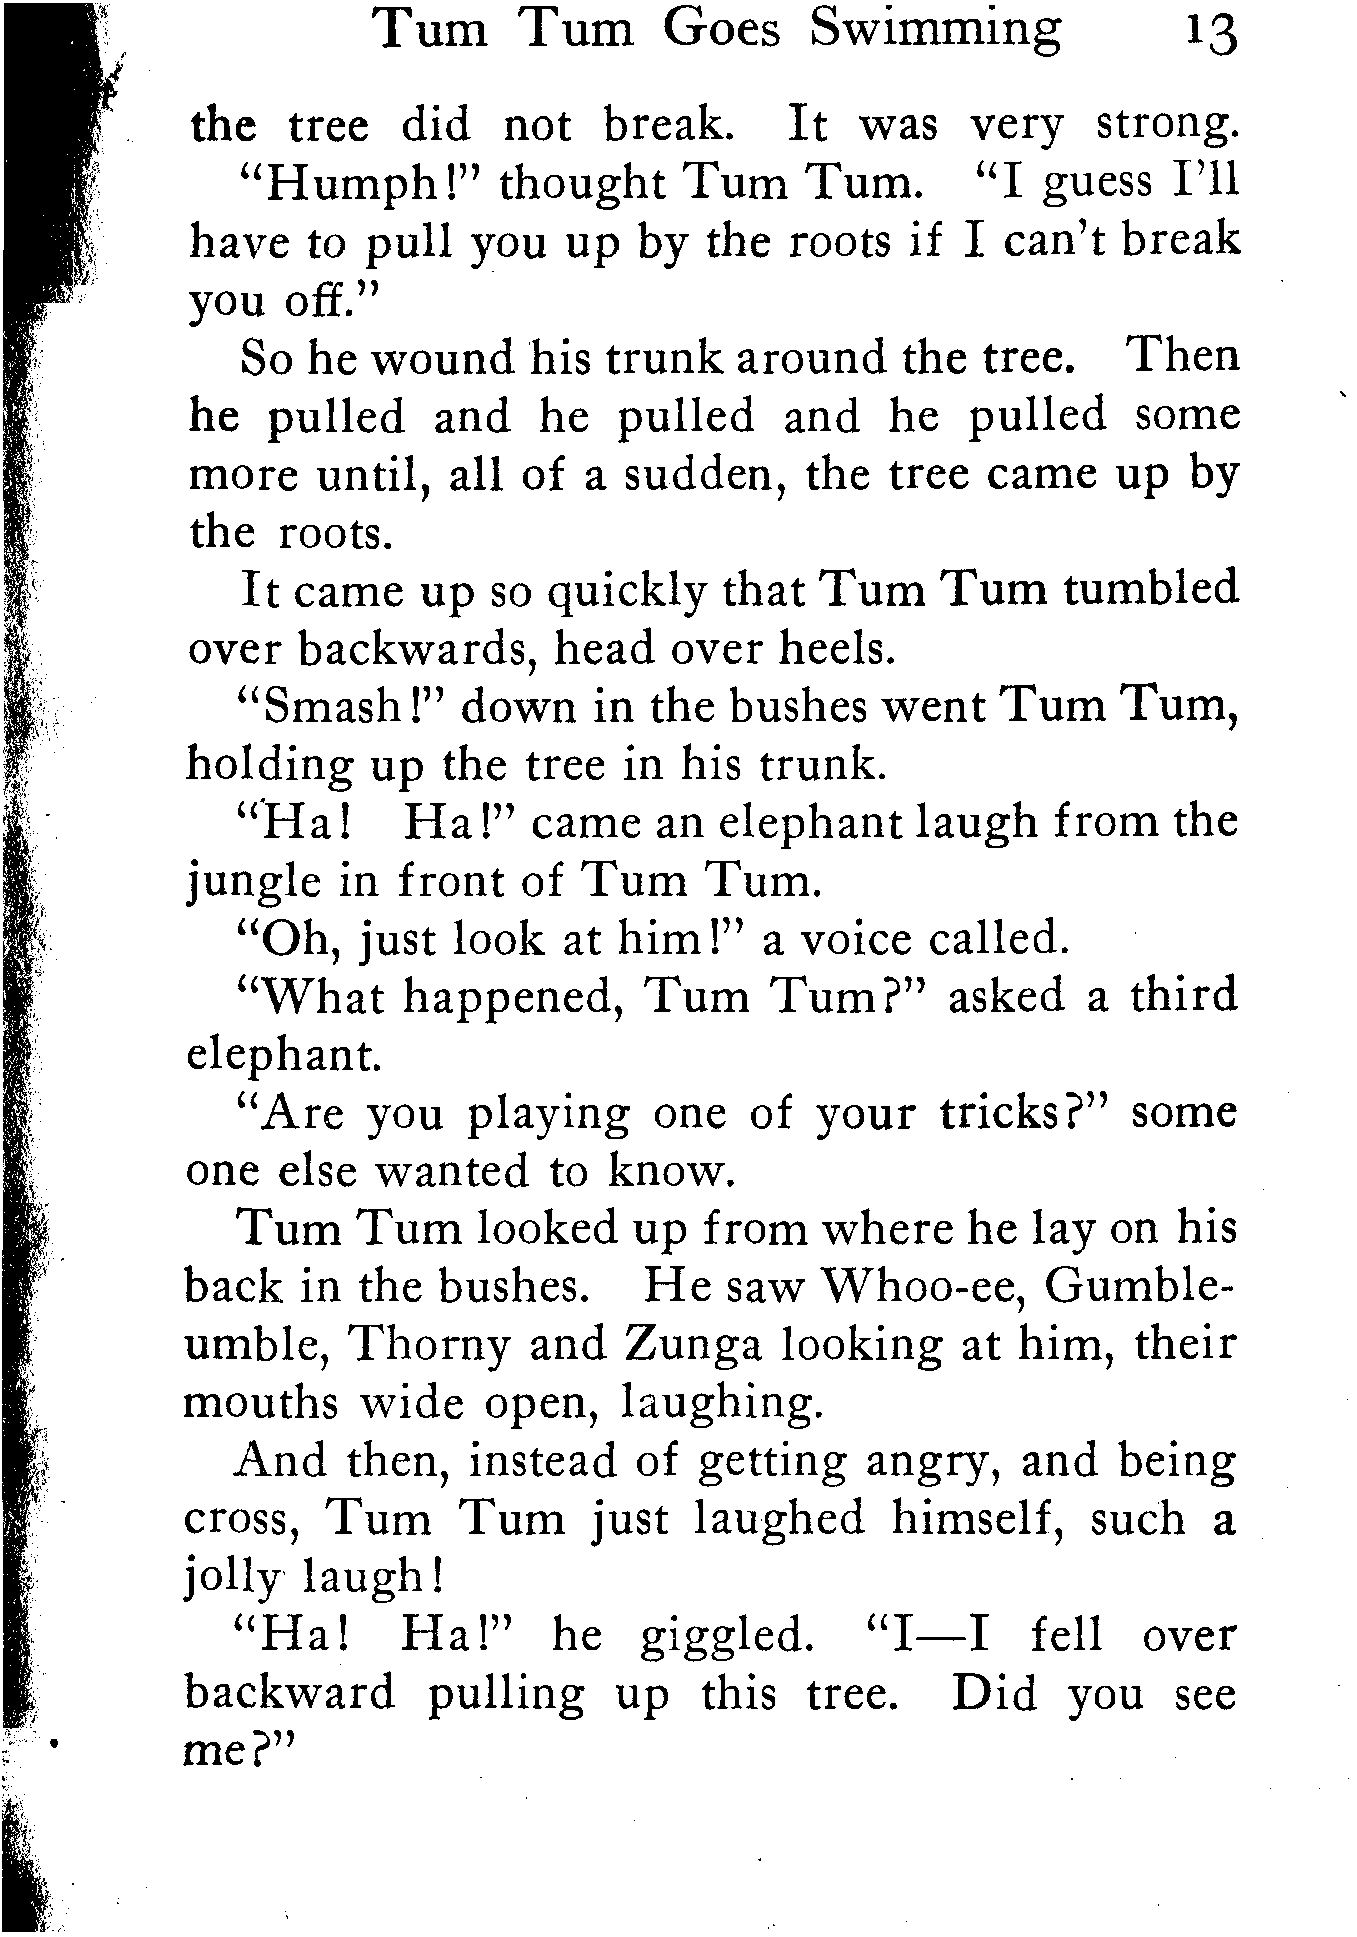 Tum Tum Goes Swimming 13
the tree did not break. It was very strong.
“Humph!” thought Tum Tum. “I guess I’ll
have to pull you up by the roots if I can’t break
you off.”
So he wound his trunk around the tree. Then
he pulled and he pulled and he pulled some
more until, all of a sudden, the tree came up by
the roots.
It came up so quickly that Tum Tum tumbled
over backwards, head over heels.
“Smash!” down in the bushes went Tum Tum,
holding up the tree in his trunk.
“Ha! Ha!” came an elephant laugh from the
jungle in front of Tum Tum.
“Oh, just look at him!” a voice called.
“What happened, Tum Tum?” asked a third
elephant.
“Are you playing one of your tricks?” some
one else wanted to know.
Tum Tum looked up from where he lay on his
back in the bushes. He saw Whoo-ee, Gumble-
umble, Thorny and Zunga looking at him, their
mouths wide open, laughing.
And then, instead of getting angry, and being
cross, Tum Tum just laughed himself, such a
jolly laugh!
“Ha! Ha!” he giggled. “I—I fell over
backward pulling up this tree. Did you see
me?”